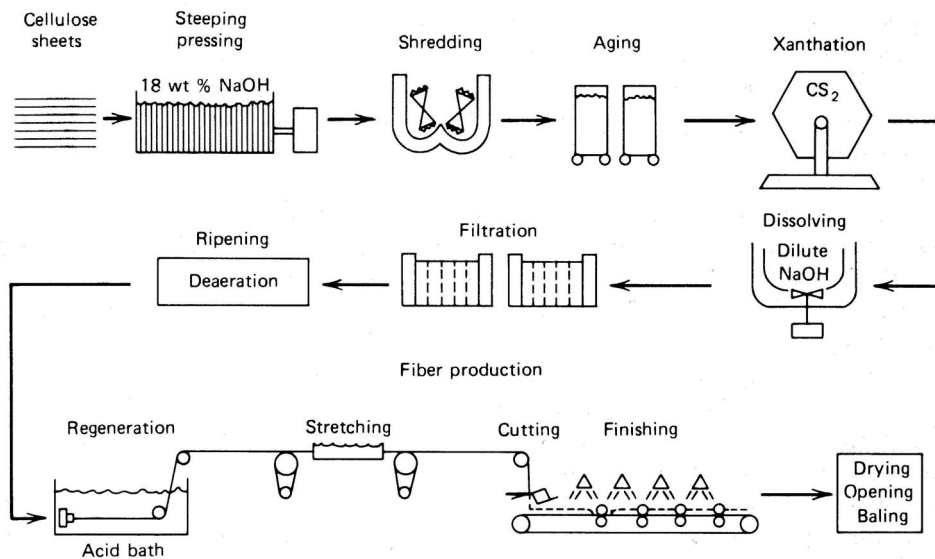 Cellulose
sheets
Steeping
pressing
18 wt % NaOH
Shredding
Aging
Xanthation
CS₂
Dissolving
Dilute
NaOH
Filtration
Ripening
Deaeration
Fiber production
Regeneration
Acid bath
Stretching
Cutting
Finishing
Drying
Opening
Baling